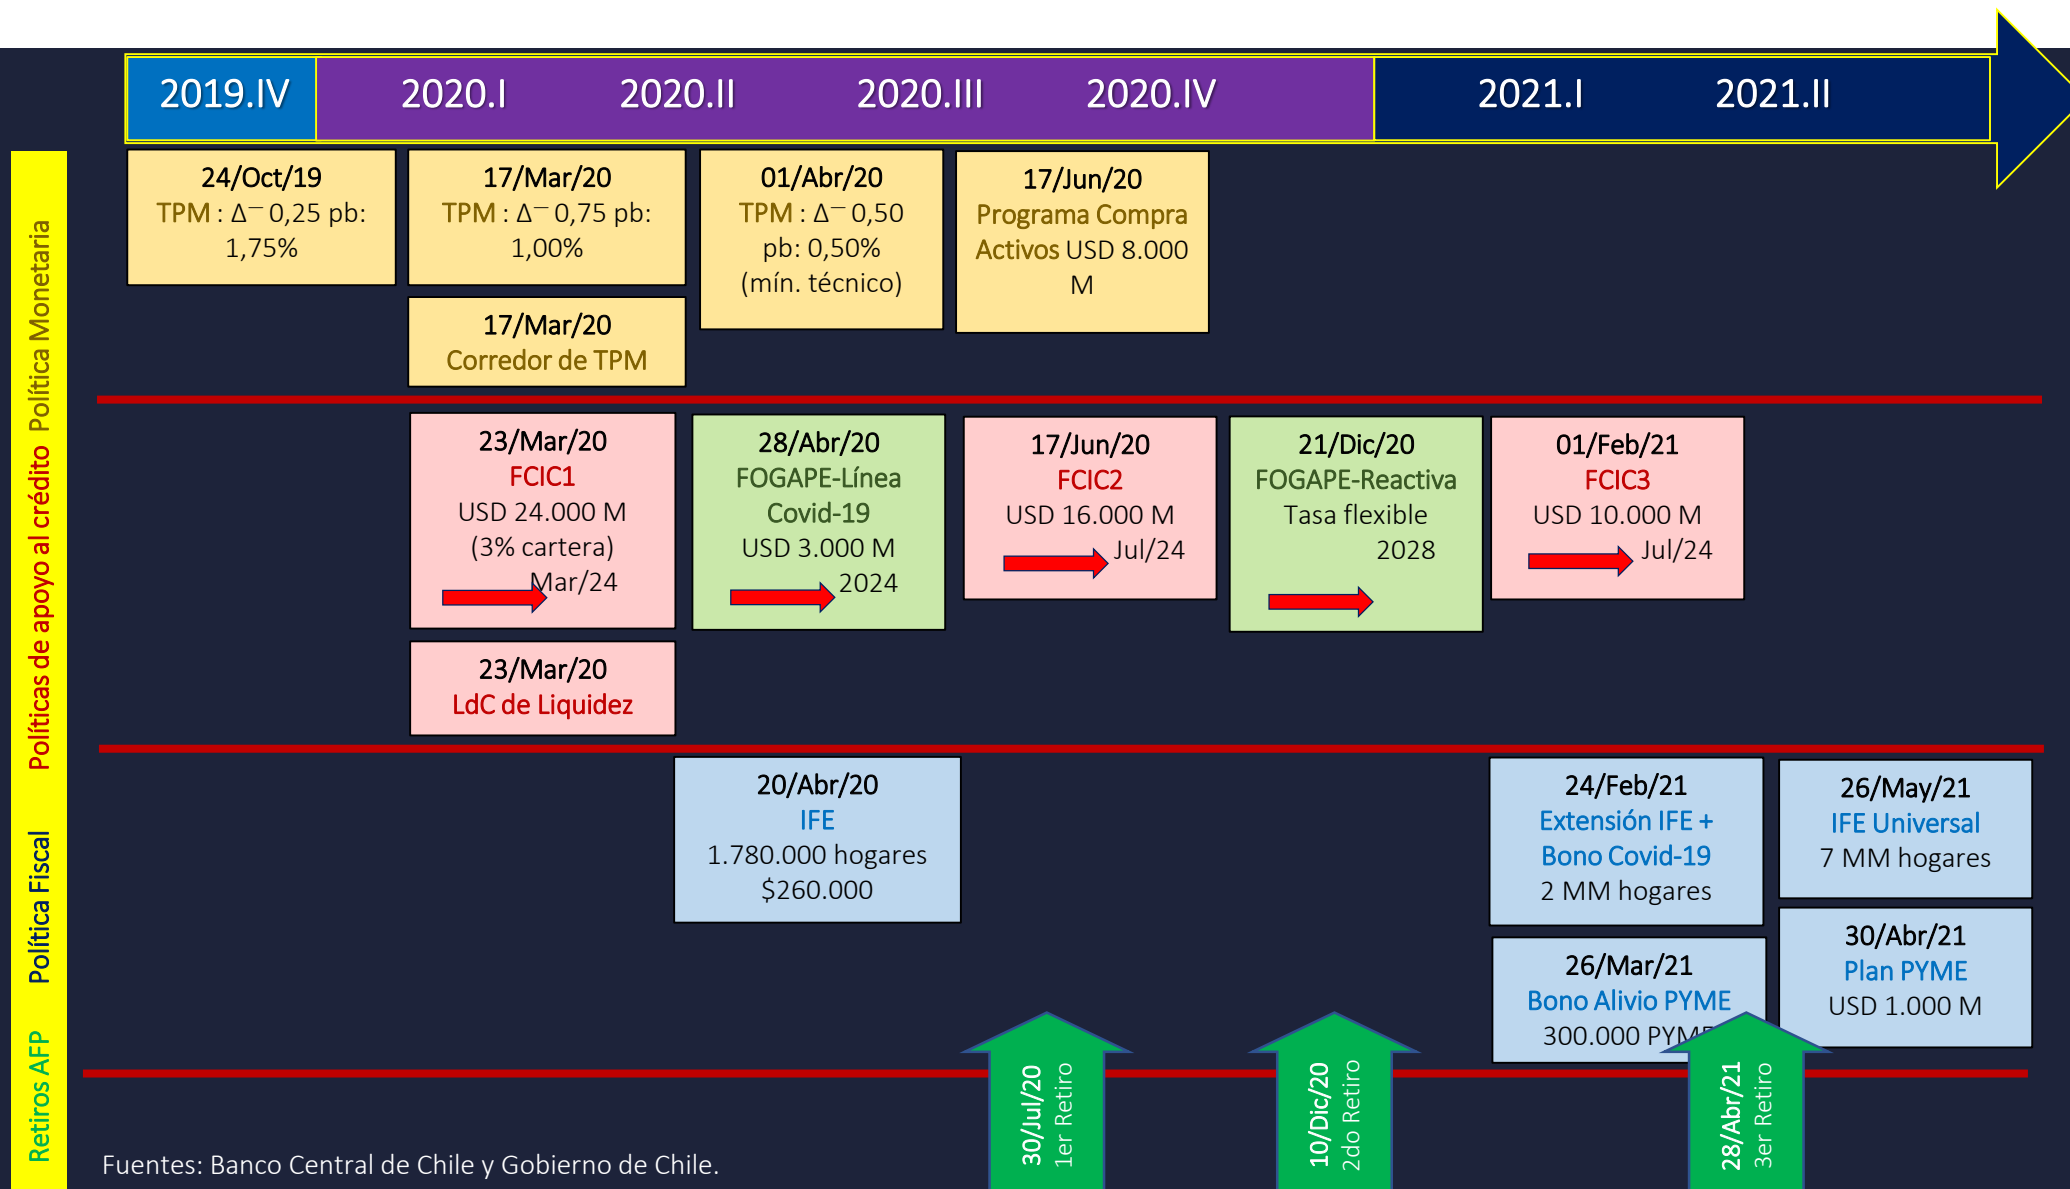 2019.IV
2020.I
2020.II
2020.III
2020.IV
2021.I
2021.II
Política Monetaria
24/Oct/19
TPM : Δ⁻ 0,25 pb:
1,75%
17/Mar/20
TPM : Δ⁻ 0,75 pb:
1,00%
17/Mar/20
Corredor de TPM
01/Abr/20
TPM : Δ⁻ 0,50
pb: 0,50%
(mín. técnico)
17/Jun/20
Programa Compra
Activos USD 8.000
M
Políticas de apoyo al crédito
23/Mar/20
FCIC1
USD 24.000 M
(3% cartera)
Mar/24
23/Mar/20
LdC de Liquidez
28/Abr/20
FOGAPE-Línea
Covid-19
USD 3.000 M
2024
17/Jun/20
FCIC2
USD 16.000 M
Jul/24
21/Dic/20
FOGAPE-Reactiva
Tasa flexible
2028
01/Feb/21
FCIC3
USD 10.000 M
Jul/24
Política Fiscal
20/Abr/20
IFE
1.780.000 hogares
$260.000
24/Feb/21
Extensión IFE +
Bono Covid-19
2 MM hogares
26/Mar/21
Bono Alivio PYME
300.000 PYME
26/May/21
IFE Universal
7 MM hogares
30/Abr/21
Plan PYME
USD 1.000 M
Retiros AFP
30/Jul/20
1er Retiro
10/Dic/20
2do Retiro
28/Abr/21
3er Retiro
Fuentes: Banco Central de Chile y Gobierno de Chile.